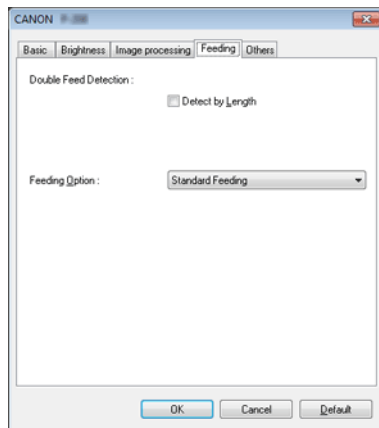 CANON
Basic Brightness Image processing Feeding Others
Double Feed Detection :
Detect by Length
Feeding Option : Standard Feeding
OK Cancel Default